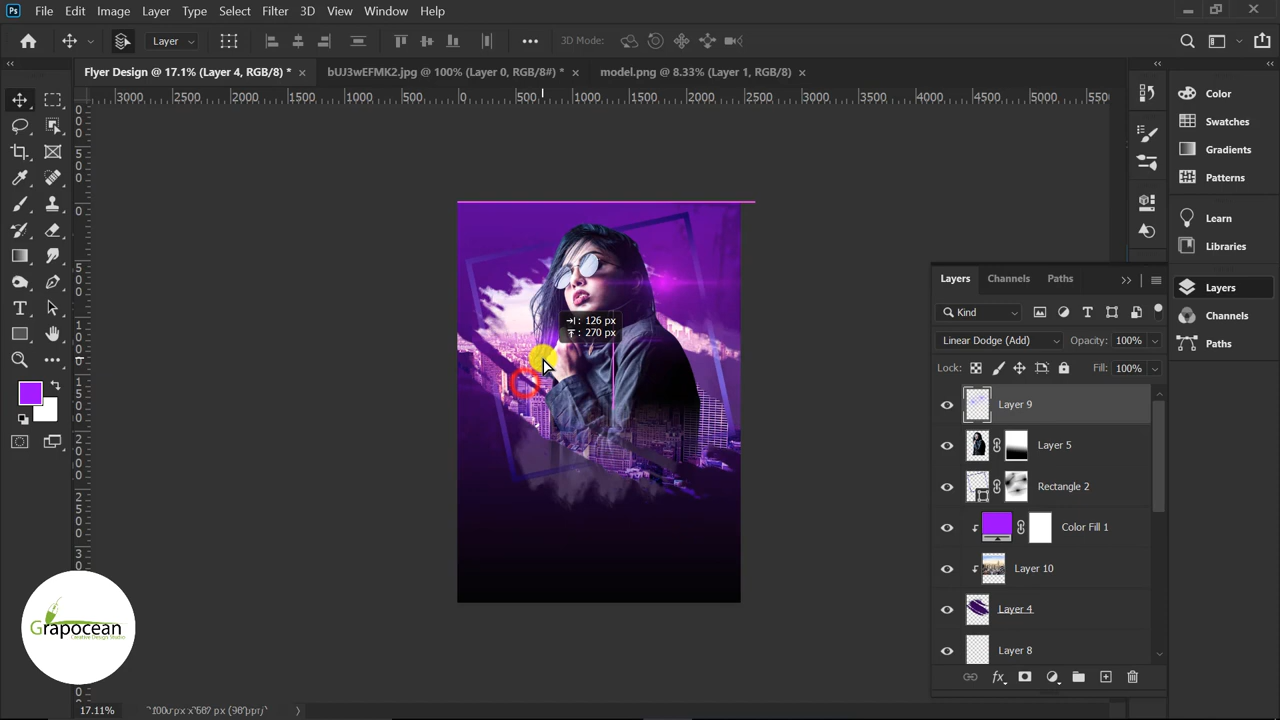 File Edit Image Layer Type Select Filter 3D View Window Help
Layer 3D Mode:
Flyer Design @ 17.1% (Layer 4, RGB/8) * × bUJ3wEFMK2.jpg @ 100% (Layer 0, RGB/8#) * × model.png @ 8.33% (Layer 1, RGB/8) ×
3000 2500 2000 1500 1000 500 0 500 1000 1500 2000 2500 3000 3500 4000 4500 5000 550
Color
Swatches
Gradients
Patterns
Learn
Libraries
Layers
Channels
Paths
: 126 px
: 270 px
Layers Channels Paths
Kind
Linear Dodge (Add) Opacity: 100%
Lock: Fill: 100%
Layer 9
Layer 5
Rectangle 2
Color Fill 1
Layer 10
Layer 4
Layer 8
Grapocean
Creative Design Studio
17.11%